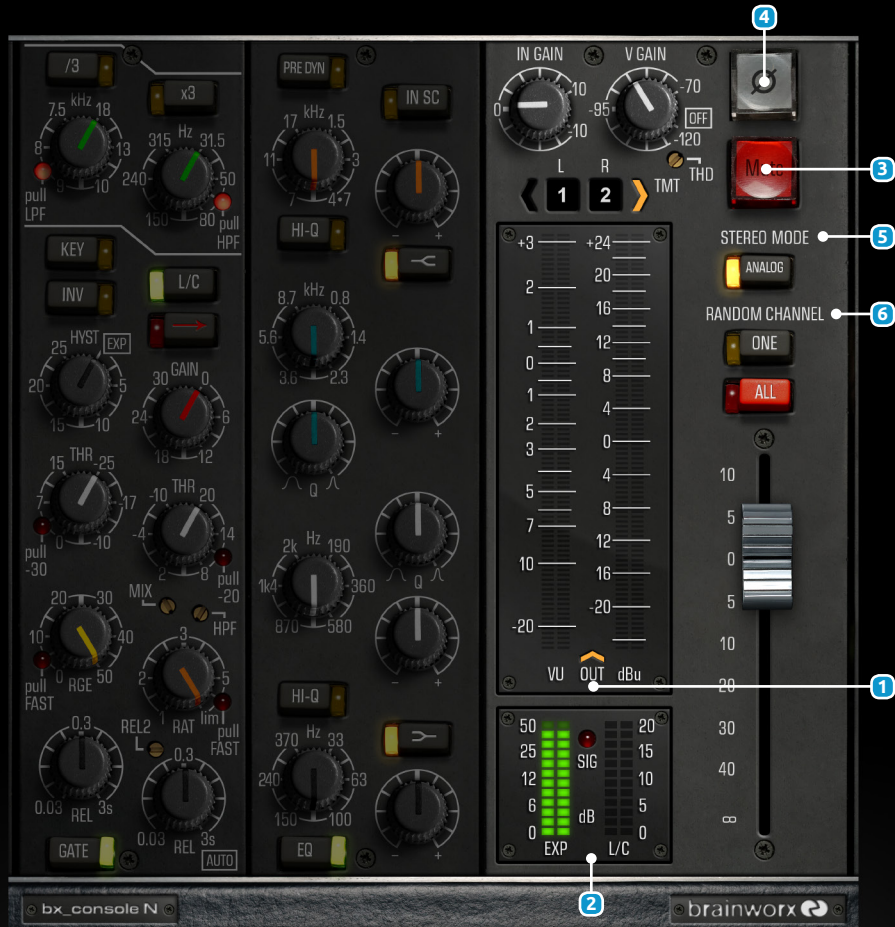 4
/3
x3
kHz
7.5 18
8 13
9 10
pull
LPF
Hz
315 31.5
240 50
150 80
pull
HPF
PRE DYN
IN SC
kHz
17 1.5
11 3
7 4•7
HI-Q
- +
IN GAIN
10
0
-10
V GAIN
-70
-95
OFF
-120
THD
TMT
L R
1 2
Ø
Mute
3
STEREO MODE
5
ANALOG
RANDOM CHANNEL
6
ONE
ALL
KEY
INV
L/C
HYST
EXP
25
20 5
15 10
GAIN
30 0
24 6
18 12
THR
15 -25
7 -17
0 -10
pull
-30
THR
-10 20
-4 14
2 8
pull
-20
MIX
HPF
20 30
10 40
0 50
RGE
pull
FAST
3
2 5
1 lim
RAT
pull
FAST
REL2
0.3
0.03 3s
REL
0.3
0.03 3s
REL
AUTO
GATE
kHz
8.7 0.8
5.6 1.4
3.6 2.3
- +
Q
Q
Hz
2k 190
1k4 360
870 580
- +
HI-Q
Hz
370 33
240 63
150 100
- +
EQ
+3 +24
2 20
1 16
0 12
1 8
2 4
3 0
5 4
7 8
10 12
16
-20 -20
VU OUT dBu
1
50 20
25 SIG 15
12 10
6 dB 5
0 0
EXP L/C
2
10
5
0
5
10
20
30
40
∞
bx_console N
brainworx